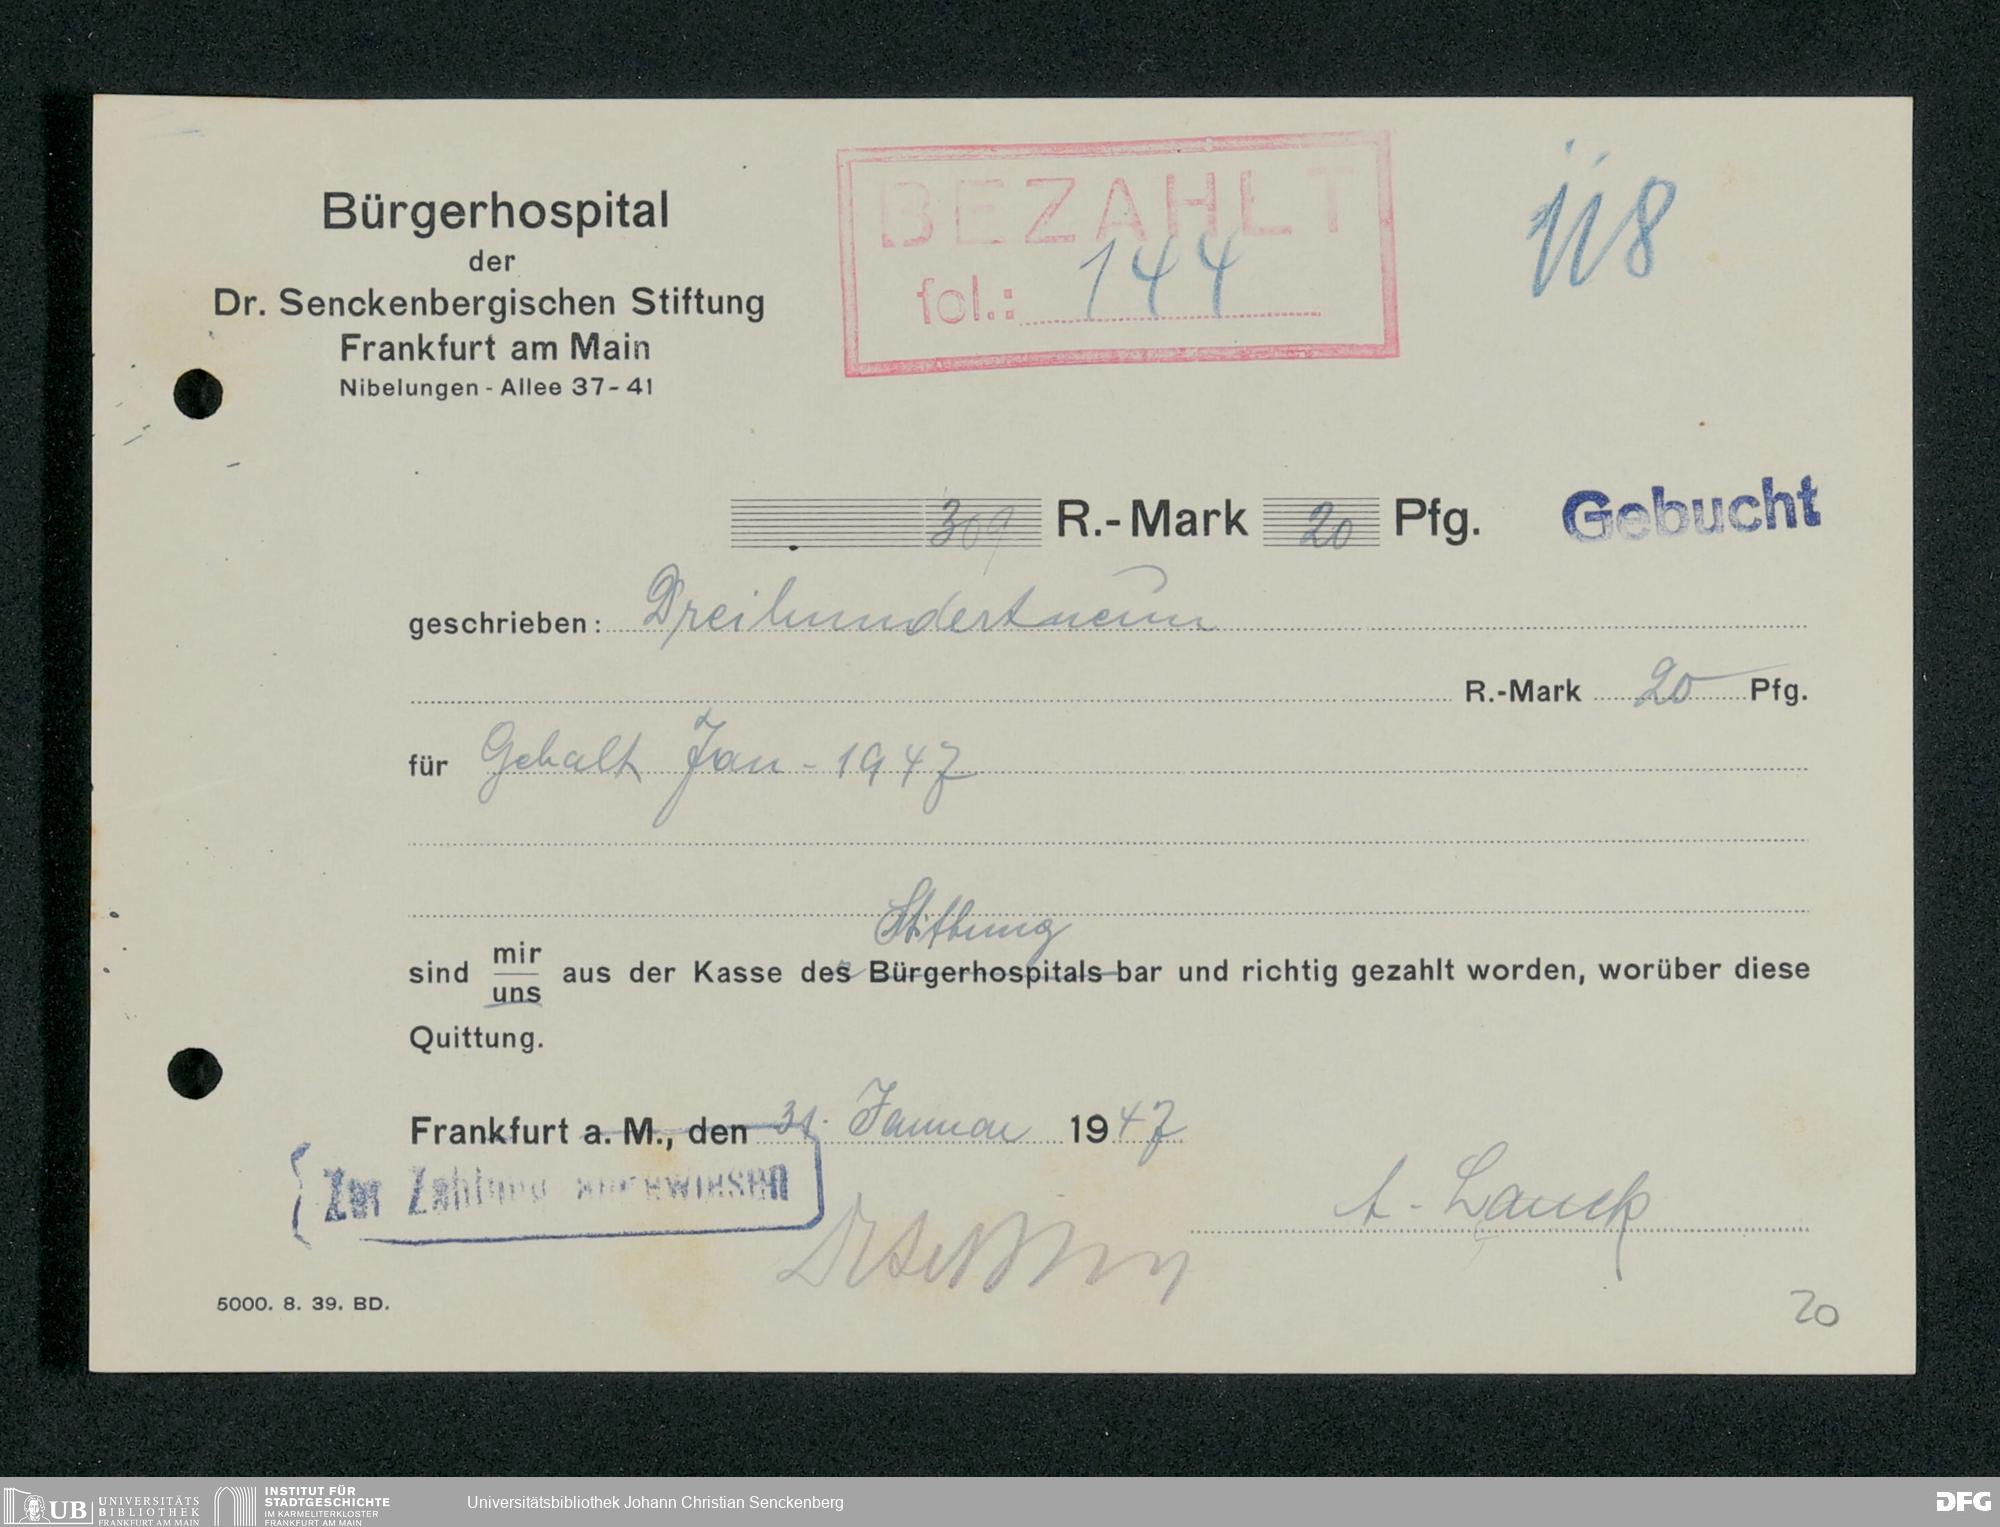 Bürgerhospital
der
Dr. Senckenbergischen Stiftung
Frankfurt am Main
Nibelungen - Allee 37-41
BEZAHLT
fol.: 144
118
309 R.-Mark 20 Pfg.
Gebucht
geschrieben: Dreihundertneun
R.-Mark 20 Pfg.
für Gehalt Jan - 1947
Stiftung
sind mir aus der Kasse der Bürgerhospitals bar und richtig gezahlt worden, worüber diese
uns
Quittung.
Frankfurt a. M., den 31. Januar 1947
Zur Zahlung angewiesen
A. Lauck
5000. 8. 39. BD.
20
UB UNIVERSITÄTS
BIBLIOTHEK
FRANKFURT AM MAIN
INSTITUT FÜR
STADTGESCHICHTE
IM KARMELITERKLOSTER
FRANKFURT AM MAIN
Universitätsbibliothek Johann Christian Senckenberg
DFG